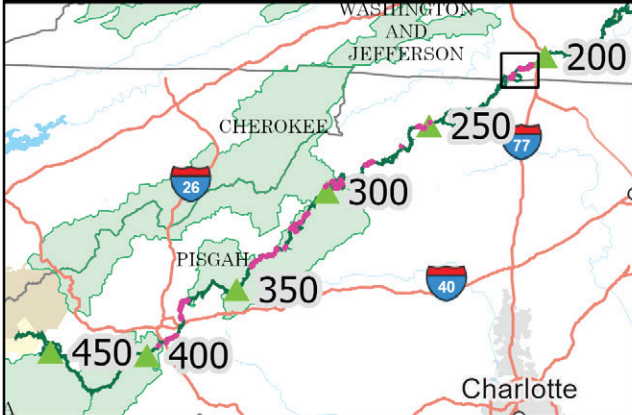 WASHINGTON
AND
JEFFERSON
200
CHEROKEE
250
77
26
300
PISGAH
350
40
450
400
Charlotte
A